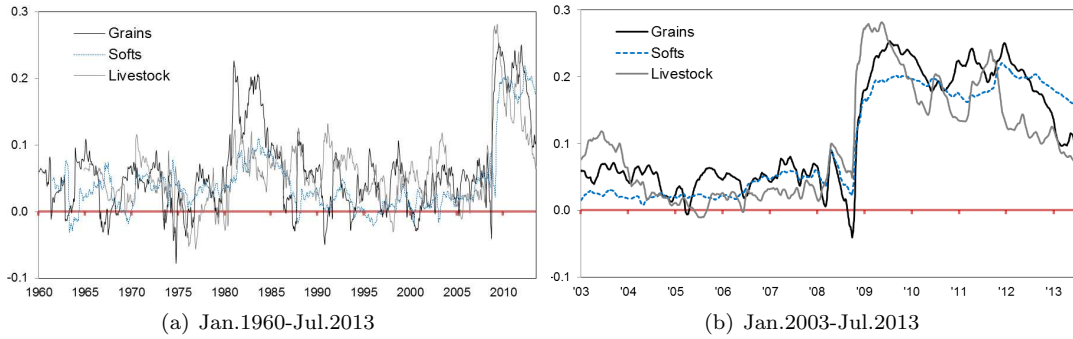 0.3
Grains
Softs
Livestock
0.2
0.1
0.0
-0.1
1960 1965 1970 1975 1980 1985 1990 1995 2000 2005 2010
(a) Jan.1960-Jul.2013
0.3
Grains
Softs
Livestock
0.2
0.1
0.0
-0.1
'03 '04 '05 '06 '07 '08 '09 '10 '11 '12 '13
(b) Jan.2003-Jul.2013